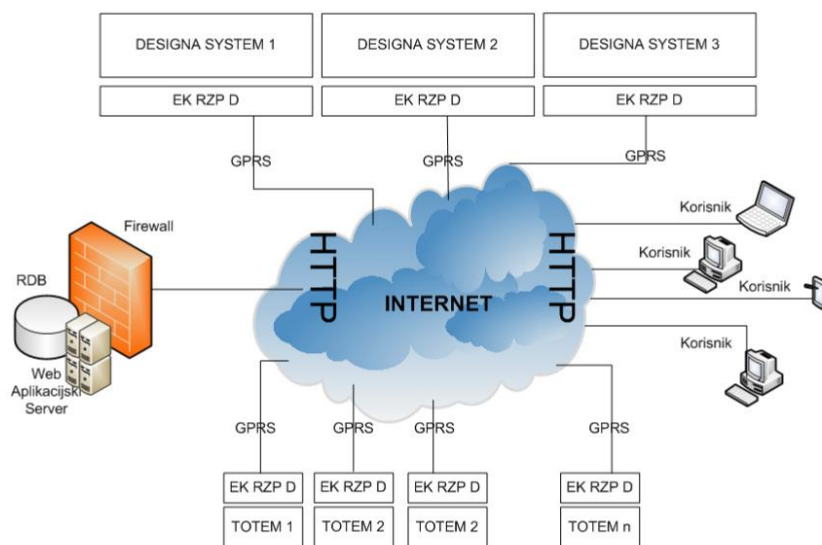 DESIGNA SYSTEM 1
DESIGNA SYSTEM 2
DESIGNA SYSTEM 3
EK RZP D
EK RZP D
EK RZP D
GPRS
GPRS
GPRS
Firewall
RDB
Web
Aplikacijski
Server
HTTP
INTERNET
HTTP
Korisnik
Korisnik
Korisnik
Korisnik
GPRS
GPRS
GPRS
GPRS
EK RZP D
EK RZP D
EK RZP D
EK RZP D
TOTEM 1
TOTEM 2
TOTEM 2
TOTEM n